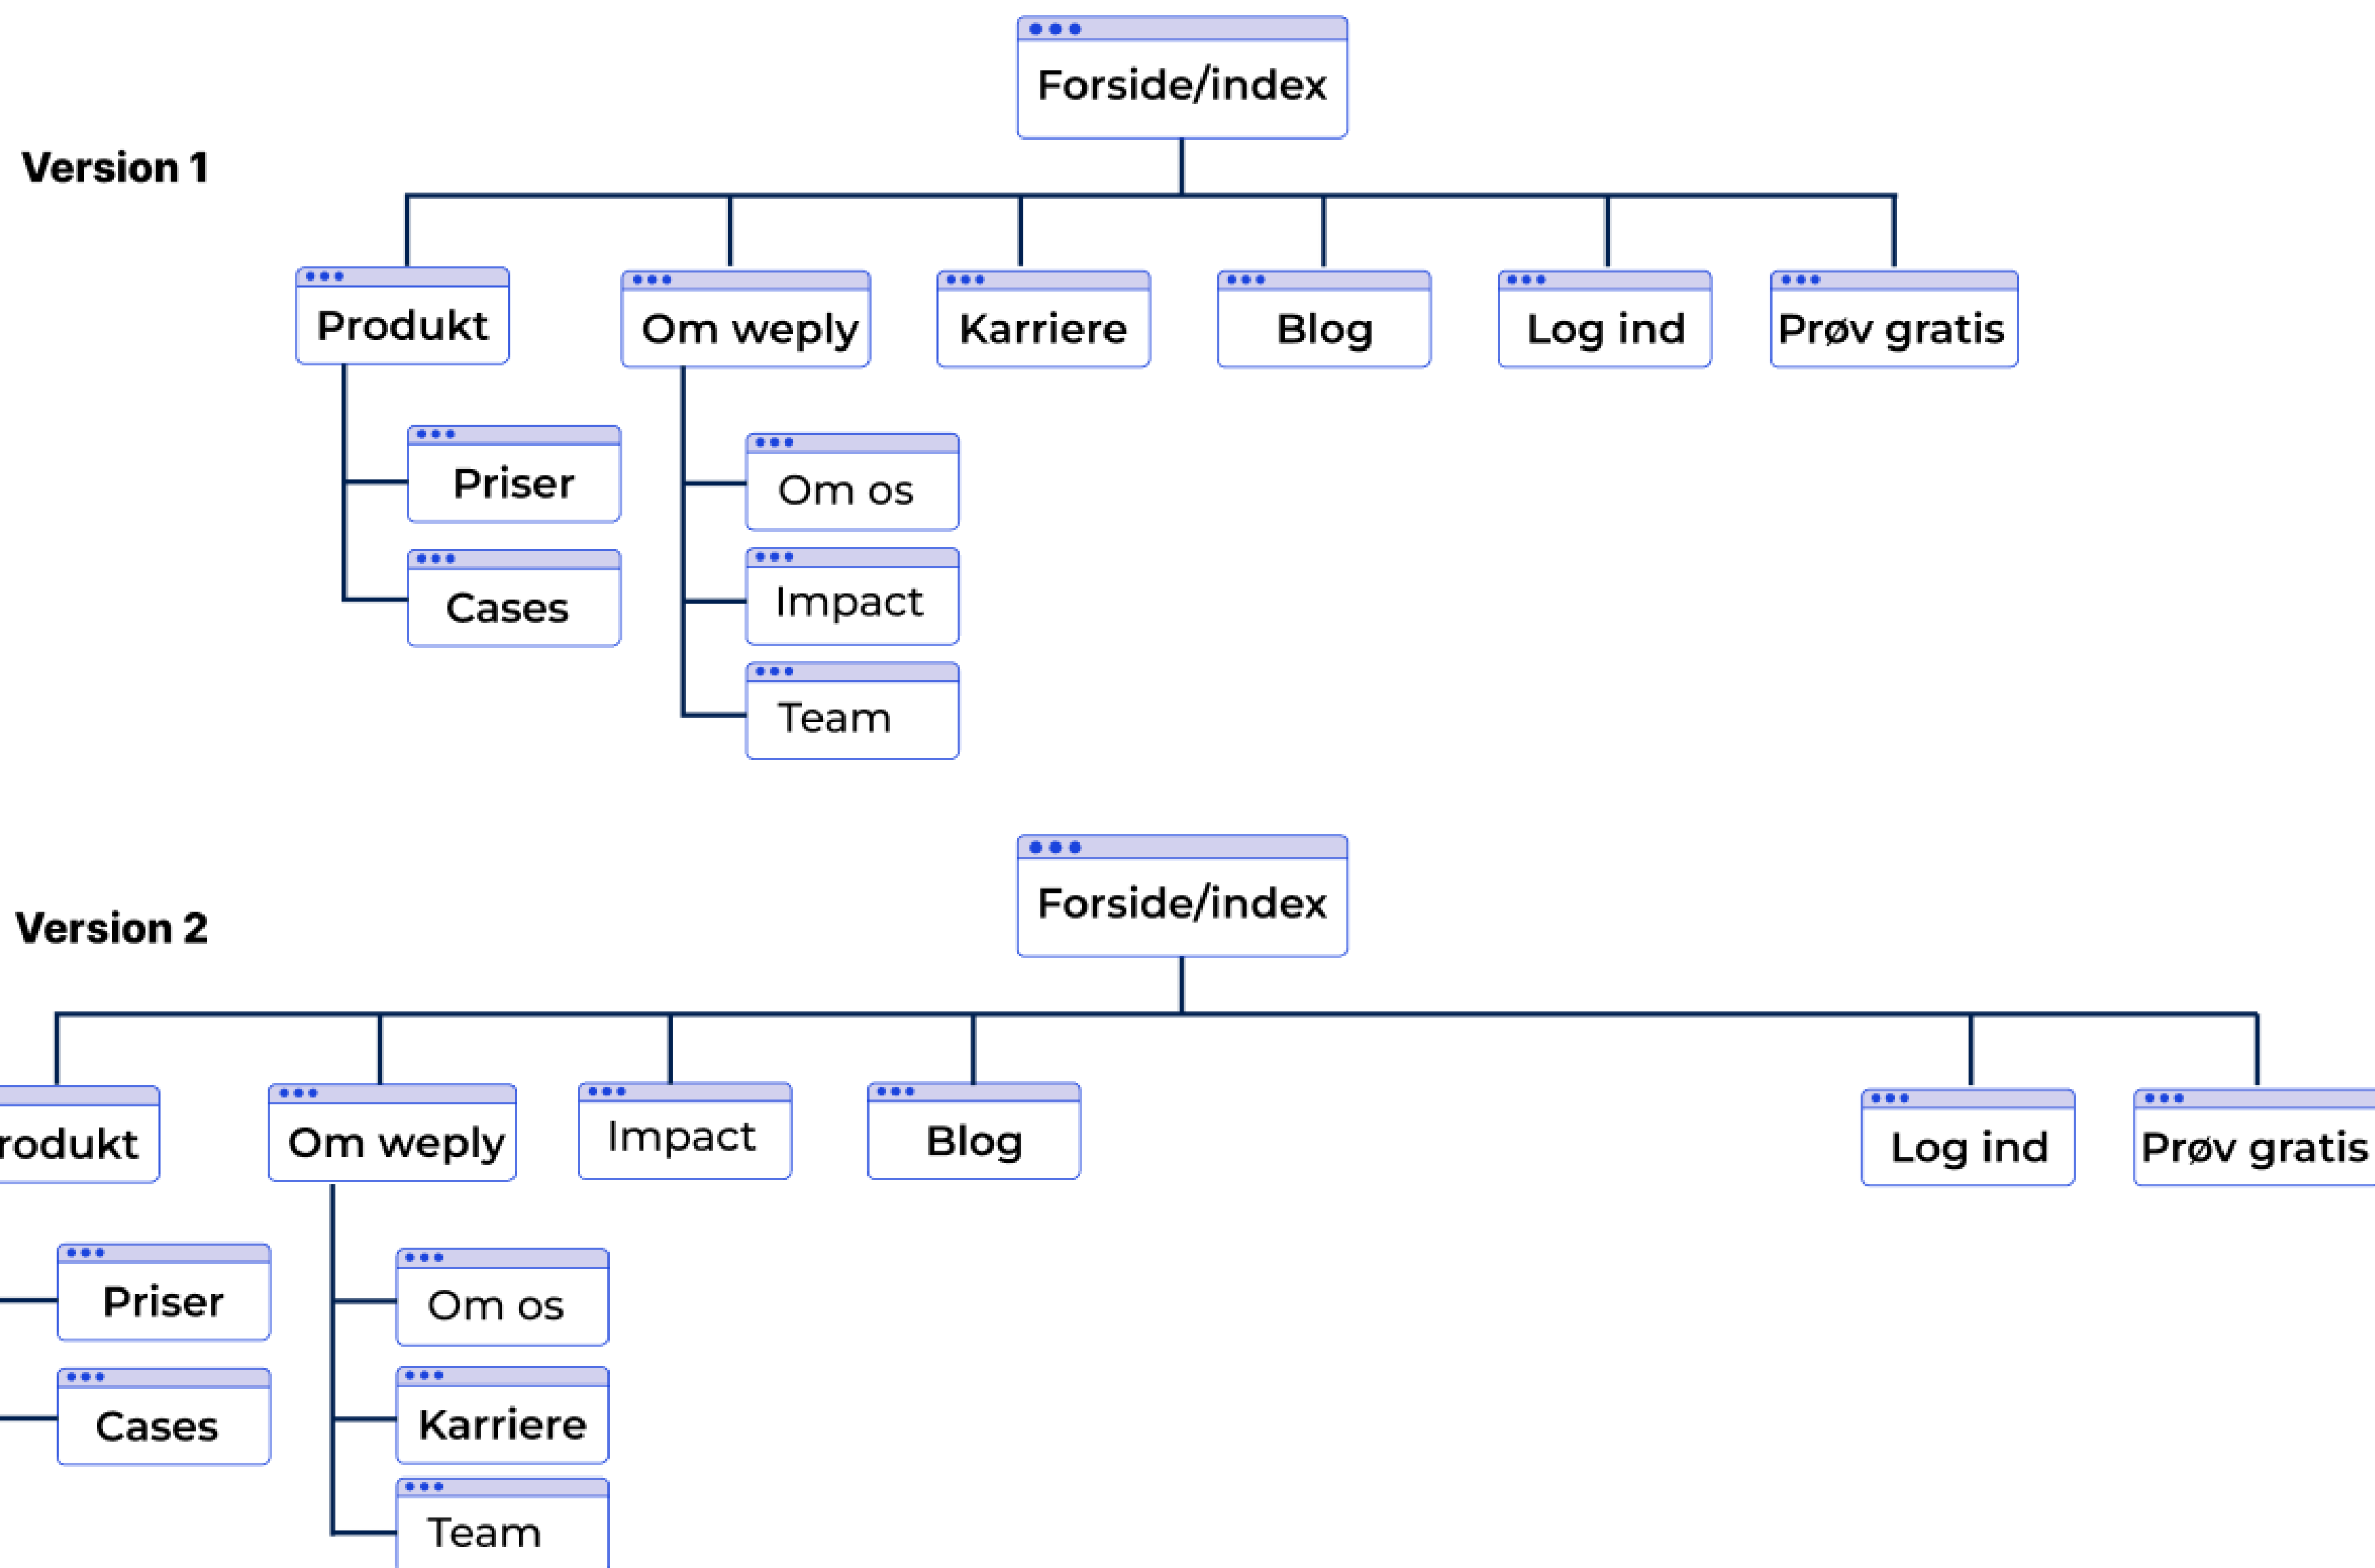 Forside/index
Version 1
Produkt
Om weply
Karriere
Blog
Log ind
Prøv gratis
Priser
Om os
Cases
Impact
Team
Forside/index
Version 2
rodukt
Om weply
Impact
Blog
Log ind
Prøv gratis
Priser
Om os
Cases
Karriere
Team